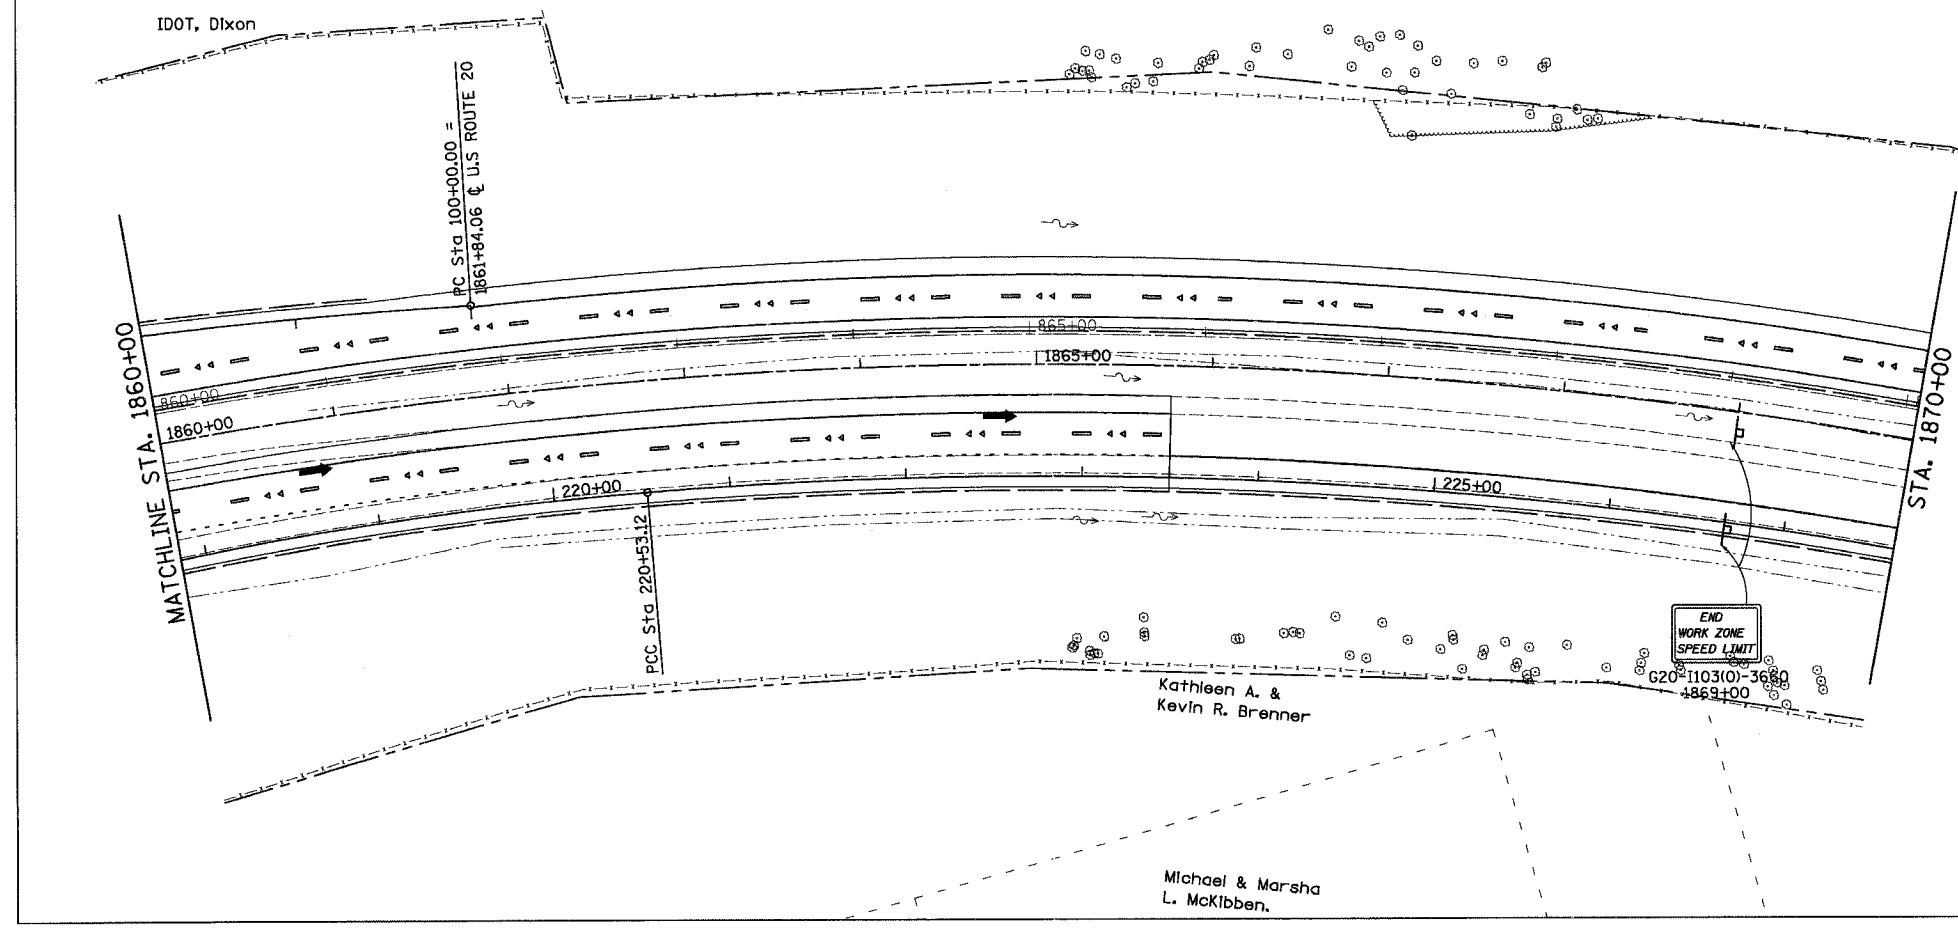 IDOT, Dixon
PC Sta 100+00.00 =
1861+84.06 ℄ U.S ROUTE 20
MATCHLINE STA. 1860+00
860+00
1860+00
865+00
1865+00
220+00
225+00
PCC Sta 220+53.12
STA. 1870+00
END
WORK ZONE
SPEED LIMIT
G20-I103(0)-3660
1869+00
Kathleen A. &
Kevin R. Brenner
Michael & Marsha
L. McKibben.